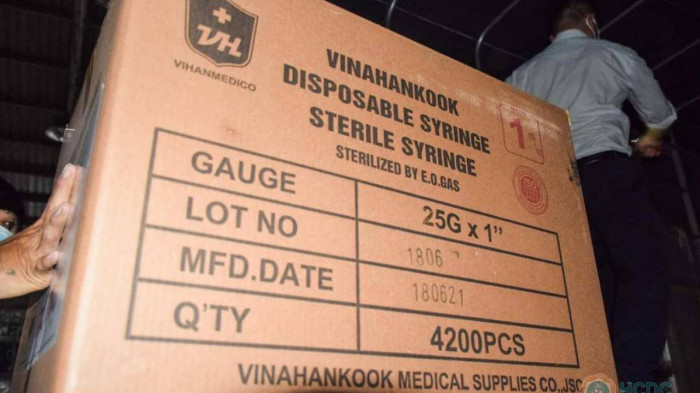 VH
VIHANMEDICO
VINAHANKOOK
DISPOSABLE SYRINGE
STERILE SYRINGE
STERILIZED BY E.O.GAS
1
GAUGE 25G x 1”
LOT NO 1806
MFD.DATE 180621
Q’TY 4200PCS
VINAHANKOOK MEDICAL SUPPLIES CO.,JSC
HCDC